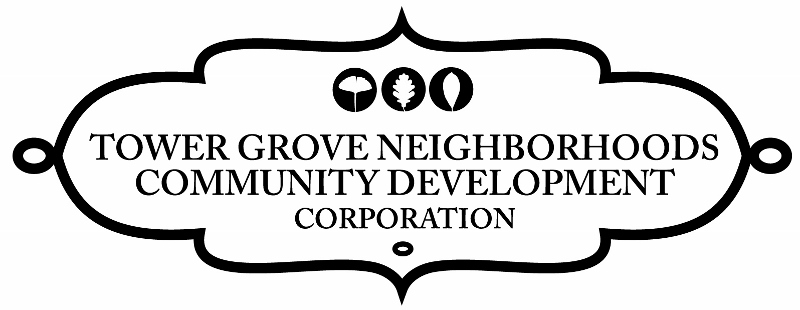 TOWER GROVE NEIGHBORHOODS
COMMUNITY DEVELOPMENT
CORPORATION